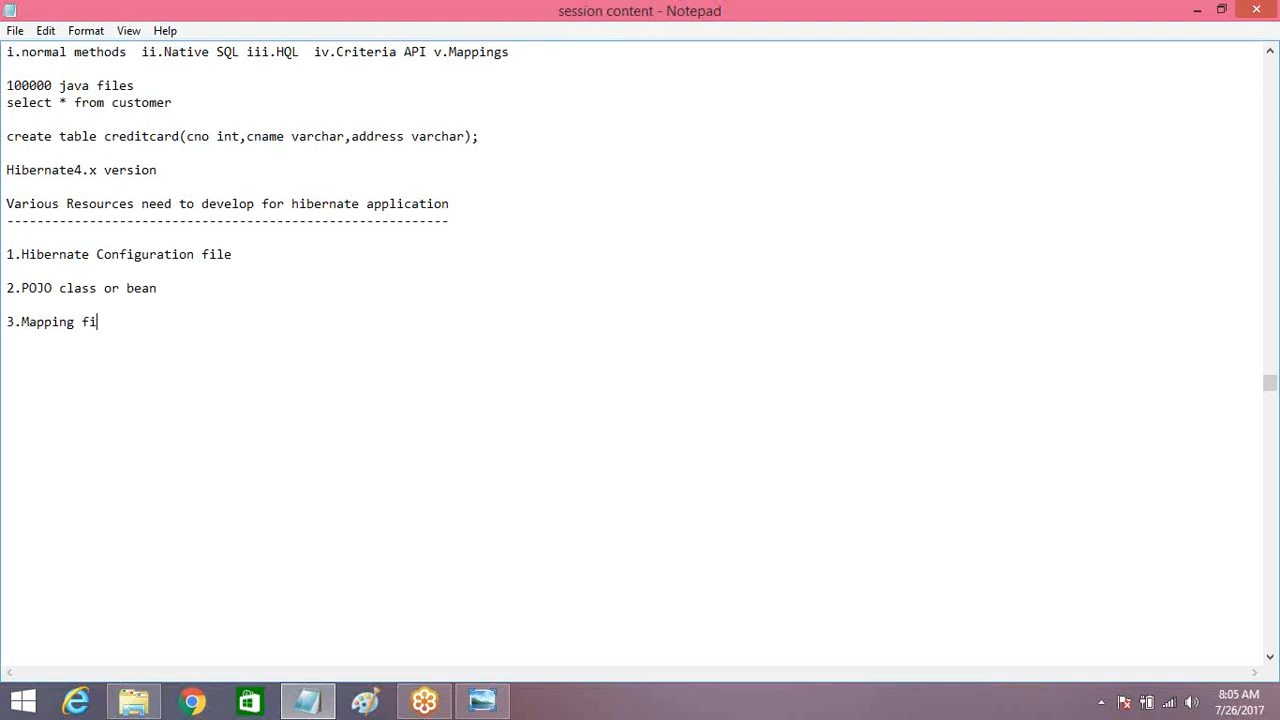 session content - Notepad
File Edit Format View Help
i.normal methods  ii.Native SQL iii.HQL  iv.Criteria API v.Mappings
100000 java files
select * from customer
create table creditcard(cno int,cname varchar,address varchar);
Hibernate4.x version
Various Resources need to develop for hibernate application
-----------------------------------------------------------
1.Hibernate Configuration file
2.POJO class or bean
3.Mapping fi
8:05 AM
7/26/2017